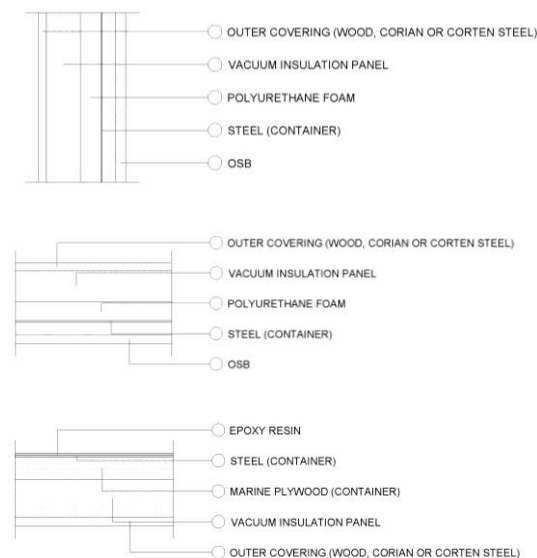 OUTER COVERING (WOOD, CORIAN OR CORTEN STEEL)
VACUUM INSULATION PANEL
POLYURETHANE FOAM
STEEL (CONTAINER)
OSB
OUTER COVERING (WOOD, CORIAN OR CORTEN STEEL)
VACUUM INSULATION PANEL
POLYURETHANE FOAM
STEEL (CONTAINER)
OSB
EPOXY RESIN
STEEL (CONTAINER)
MARINE PLYWOOD (CONTAINER)
VACUUM INSULATION PANEL
OUTER COVERING (WOOD, CORIAN OR CORTEN STEEL)